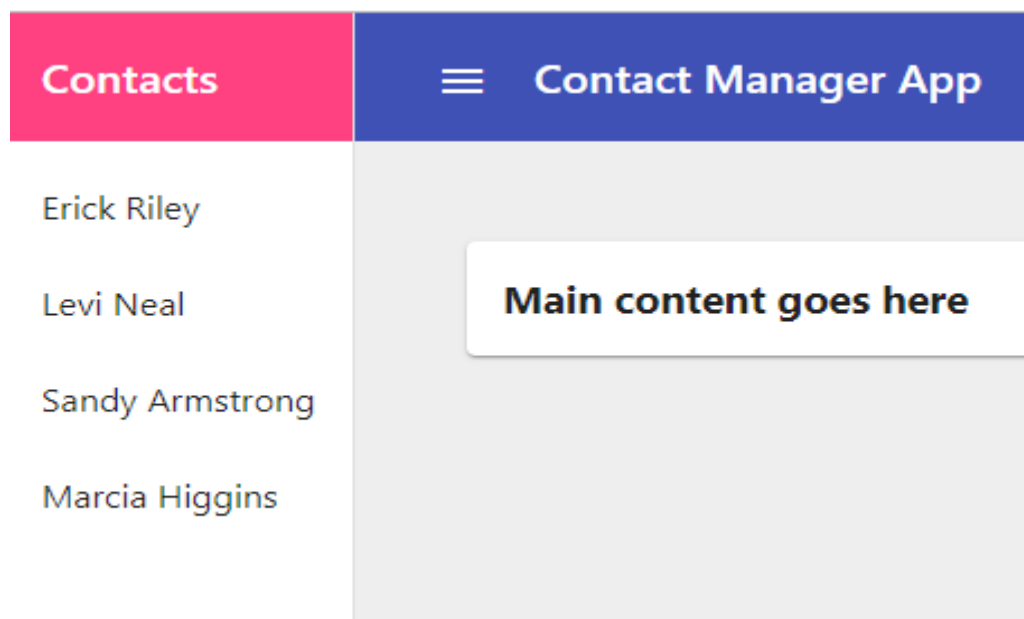 Contacts
Contact Manager App
Erick Riley
Levi Neal
Sandy Armstrong
Marcia Higgins
Main content goes here